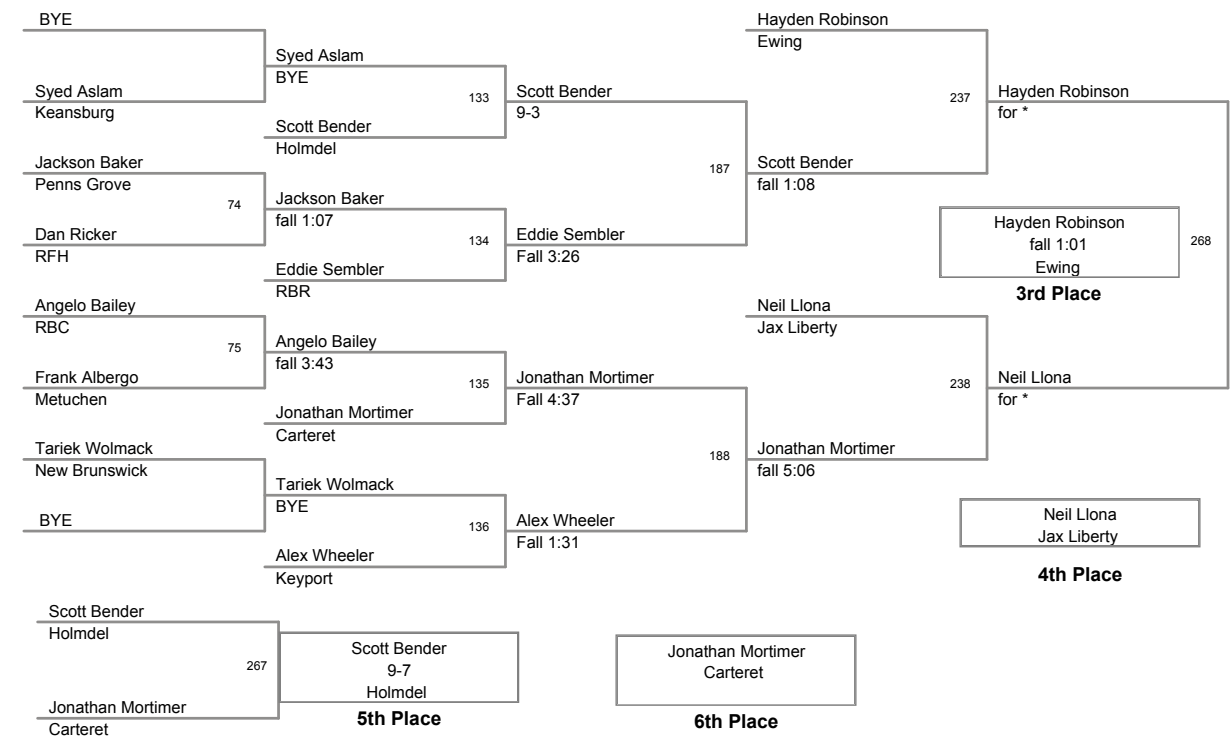 BYE
Syed Aslam
Keansburg
Jackson Baker
Penns Grove
74
Dan Ricker
RFH
Angelo Bailey
RBC
75
Frank Albergo
Metuchen
Tariek Wolmack
New Brunswick
BYE
Syed Aslam
BYE
133
Scott Bender
Holmdel
Jackson Baker
fall 1:07
134
Eddie Sembler
RBR
Angelo Bailey
fall 3:43
135
Jonathan Mortimer
Carteret
Tariek Wolmack
BYE
136
Alex Wheeler
Keyport
Scott Bender
9-3
187
Eddie Sembler
Fall 3:26
Jonathan Mortimer
Fall 4:37
188
Alex Wheeler
Fall 1:31
Hayden Robinson
Ewing
237
Scott Bender
fall 1:08
Neil Llona
Jax Liberty
238
Jonathan Mortimer
fall 5:06
Hayden Robinson
for *
Hayden Robinson
fall 1:01
Ewing
268
3rd Place
Neil Llona
for *
Neil Llona
Jax Liberty
4th Place
Scott Bender
Holmdel
267
Jonathan Mortimer
Carteret
Scott Bender
9-7
Holmdel
5th Place
Jonathan Mortimer
Carteret
6th Place